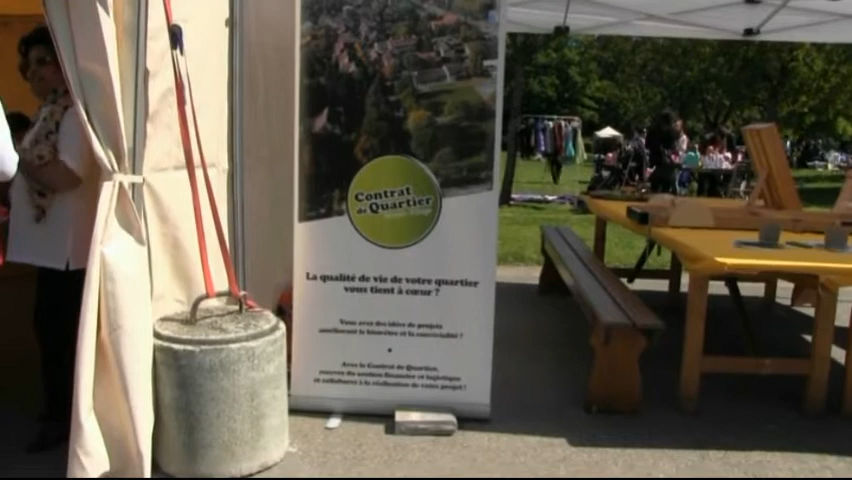 Contrat
de Quartier
La qualité de vie de votre quartier
vous tient à cœur ?
Vous avez des idées de projets
améliorant le bien-être et la convivialité ?
Avec le Contrat de Quartier,
recevez du soutien financier et logistique
et collaborez à la réalisation de votre projet !